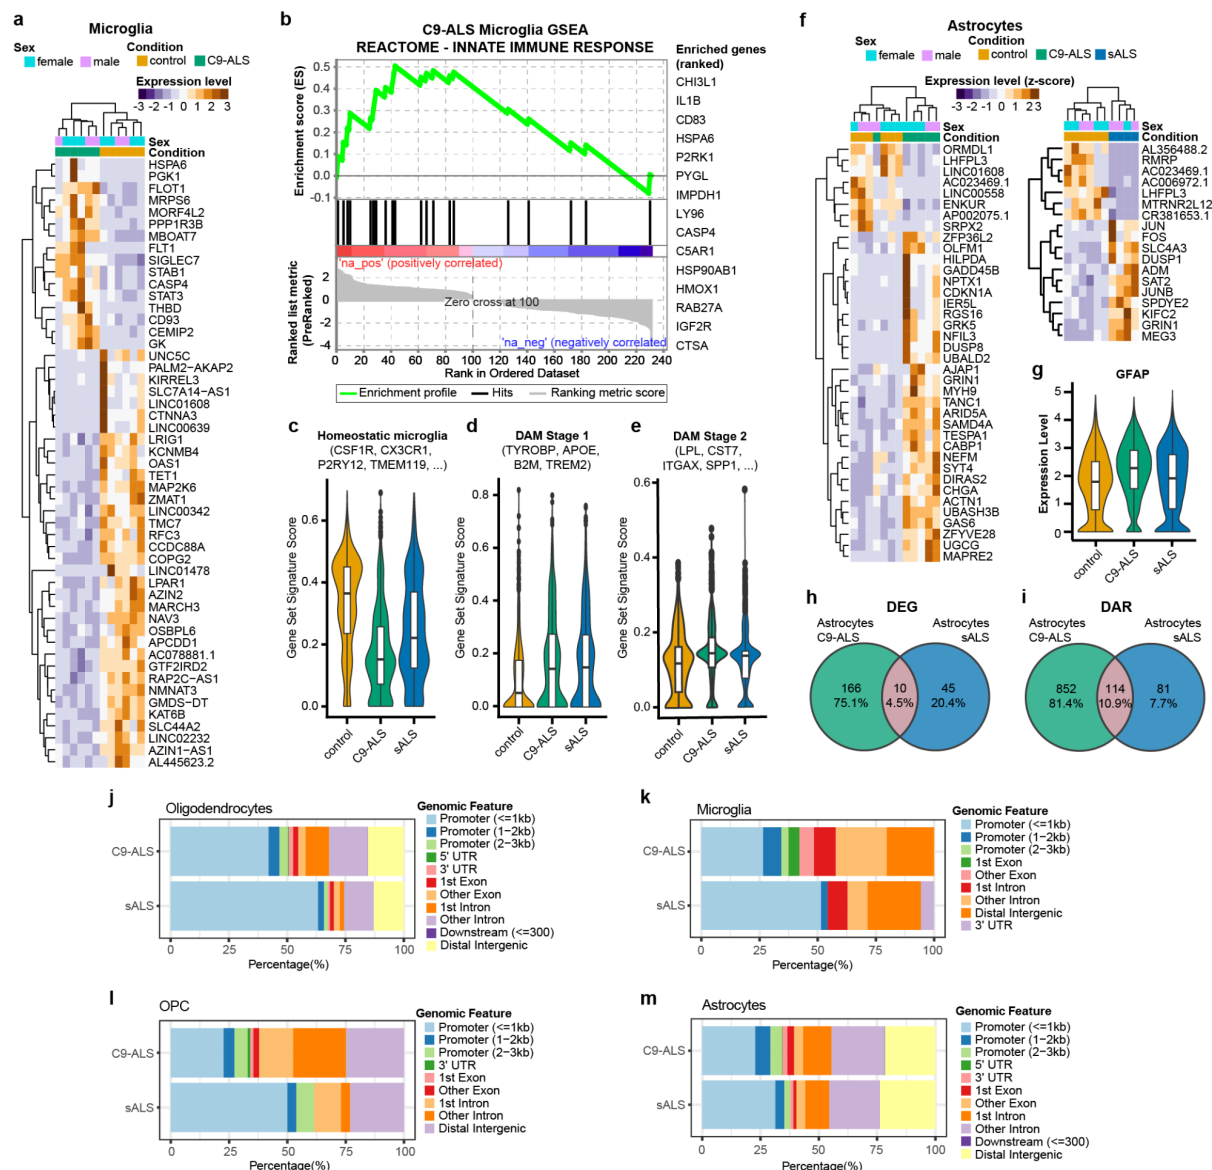 a
Microglia
Sex
female
male
Condition
control
C9-ALS
Expression level
-3 -2 -1 1 2 3
Sex
Condition
HSPA6
PGK1
FLOT1
MRPS6
MORF4L2
PPP1R3B
MBOAT7
FLT1
SIGLEC7
STAB1
CASP4
STAT3
THBD
CD93
CEMIP2
GK
UNC5C
PALM2-AKAP2
KIRREL3
SLC7A14-AS1
LINC01608
CTNNA3
LINC00639
LRIG1
KCNMB4
OAS1
TET1
MAP2K6
ZMAT1
LINC00342
TMC7
RFC3
CCDC88A
COPG2
LINC01478
LPAR1
AZIN2
MARCH3
NAV3
OSBPL6
APCDD1
AC078B81.1
GTF2IRD2
RAP2C-AS1
NMNAT3
GMDS-DT
KAT6B
SLC44A2
LINC02232
AZIN1-AS1
AL445623.2
b
C9-ALS Microglia GSEA
REACTOME - INNATE IMMUNE RESPONSE
Enrichment score (ES)
0.5
0.4
0.3
0.2
0.1
0.0
-0.1
'na_pos' (positively correlated)
Ranked list metric
(PreRanked)
2
0
-2
-4
Zero cross at 100
'na_neg' (negatively correlated
0 20 40 60 80 100 120 140 160 180 200 220 240
Rank in Ordered Dataset
Enrichment profile
Hits
Ranking metric score
Enriched genes
(ranked)
CHI3L1
IL1B
CD83
HSPA6
P2RK1
PYGL
IMPDH1
LY96
CASP4
C5AR1
HSP90AB1
HMOX1
RAB27A
IGF2R
CTSA
c
Homeostatic microglia
(CSF1R, CX3CR1,
P2RY12, TMEM119, ...)
Gene Set Signature Score
0.6
0.4
0.2
0.0
control
C9-ALS
sALS
d
DAM Stage 1
(TYROBP, APOE,
B2M, TREM2)
Gene Set Signature Score
0.8
0.6
0.4
0.2
0.0
control
C9-ALS
sALS
e
DAM Stage 2
(LPL, CST7,
ITGAX, SPP1, ...)
Gene Set Signature Score
0.6
0.4
0.2
0.0
control
C9-ALS
sALS
f
Astrocytes
Sex
female
male
Condition
control
C9-ALS
sALS
Expression level (z-score)
-3 -2 -1 1 2 3
Sex
Condition
ORMDL1
LHFPL3
LINC01608
AC023469.1
LINC00558
ENKUR
AP002075.1
SRPX2
ZFP36L2
OLFM1
HILPDA
GADD45B
NPTX1
CDKN1A
IER5L
RGS16
GRK5
NFIL3
DUSP8
UBALD2
AJAP1
GRIN1
MYH9
TANC1
ARID5A
SAMD4A
TESPA1
CABP1
NEFM
SYT4
DIRAS2
CHGA
ACTN1
UBASH3B
GAS6
ZFYVE28
UGCG
MAPRE2
Sex
Condition
AL356488.2
RMRP
AC023469.1
AC006972.1
LHFPL3
MTRNR2L12
CR381653.1
JUN
FOS
SLC4A3
DUSP1
ADM
SAT2
JUNB
SPDYE2
KIFC2
GRIN1
MEG3
g
GFAP
Expression Level
5
4
3
2
1
0
control
C9-ALS
sALS
h
DEG
Astrocytes
C9-ALS
Astrocytes
sALS
166
75.1%
10
4.5%
45
20.4%
i
DAR
Astrocytes
C9-ALS
Astrocytes
sALS
852
81.4%
114
10.9%
81
7.7%
j
Oligodendrocytes
C9-ALS
sALS
0 25 50 75 100
Percentage(%)
Genomic Feature
Promoter (<=1kb)
Promoter (1-2kb)
Promoter (2-3kb)
5' UTR
3' UTR
1st Exon
Other Exon
1st Intron
Other Intron
Downstream (<=300)
Distal Intergenic
k
Microglia
C9-ALS
sALS
0 25 50 75 100
Percentage(%)
Genomic Feature
Promoter (<=1kb)
Promoter (1-2kb)
Promoter (2-3kb)
1st Exon
Other Exon
1st Intron
Other Intron
Distal Intergenic
3' UTR
l
OPC
C9-ALS
sALS
0 25 50 75 100
Percentage(%)
Genomic Feature
Promoter (<=1kb)
Promoter (1-2kb)
Promoter (2-3kb)
3' UTR
1st Exon
Other Exon
1st Intron
Other Intron
Distal Intergenic
m
Astrocytes
C9-ALS
sALS
0 25 50 75 100
Percentage(%)
Genomic Feature
Promoter (<=1kb)
Promoter (1-2kb)
Promoter (2-3kb)
5' UTR
3' UTR
1st Exon
Other Exon
1st Intron
Other Intron
Downstream (<=300)
Distal Intergenic